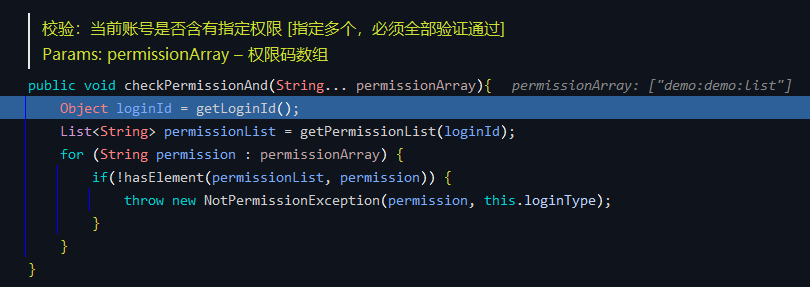 校验：当前账号是否含有指定权限 [指定多个，必须全部验证通过]
Params: permissionArray – 权限码数组
public void checkPermissionAnd(String... permissionArray){ permissionArray: ["demo:demo:list"]
Object loginId = getLoginId();
List<String> permissionList = getPermissionList(loginId);
for (String permission : permissionArray) {
if(!hasElement(permissionList, permission)) {
throw new NotPermissionException(permission, this.loginType);
}
}
}